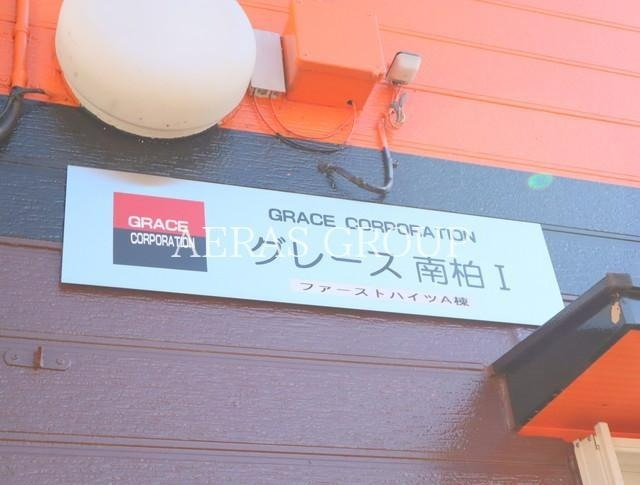 GRACE
CORPORATION
GRACE CORPORATION
グレース 南柏 I
ファーストハイツA棟
AERAS GROUP